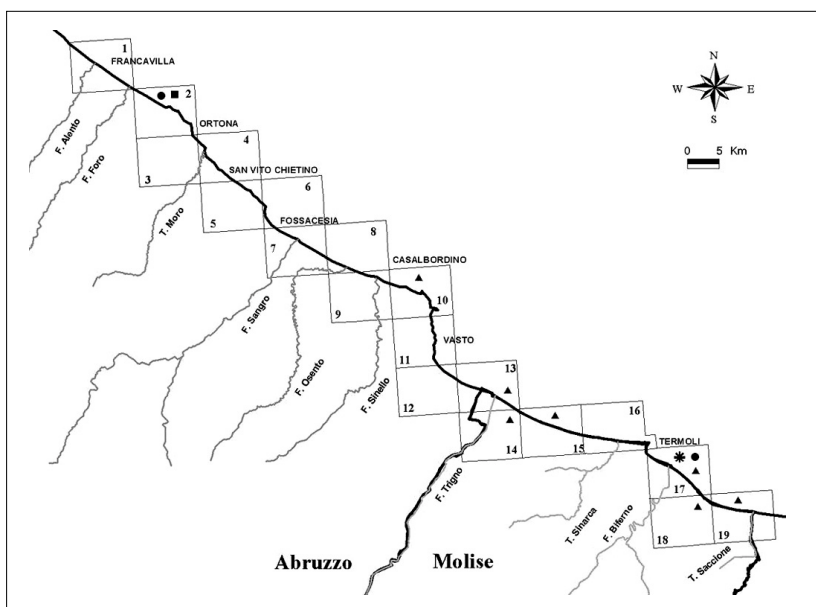 1
FRANCAVILLA
2
ORTONA
3
4
SAN VITO CHIETINO
5
6
FOSSACESIA
7
8
CASALBORDINO
9
10
VASTO
11
12
13
14
15
16
TERMOLI
17
18
19
F. Alento
F. Foro
T. Moro
F. Sangro
F. Osento
F. Sinello
F. Trigno
T. Sinarca
F. Biferno
T. Saccione
Abruzzo
Molise
N
W E
S
0 5 Km